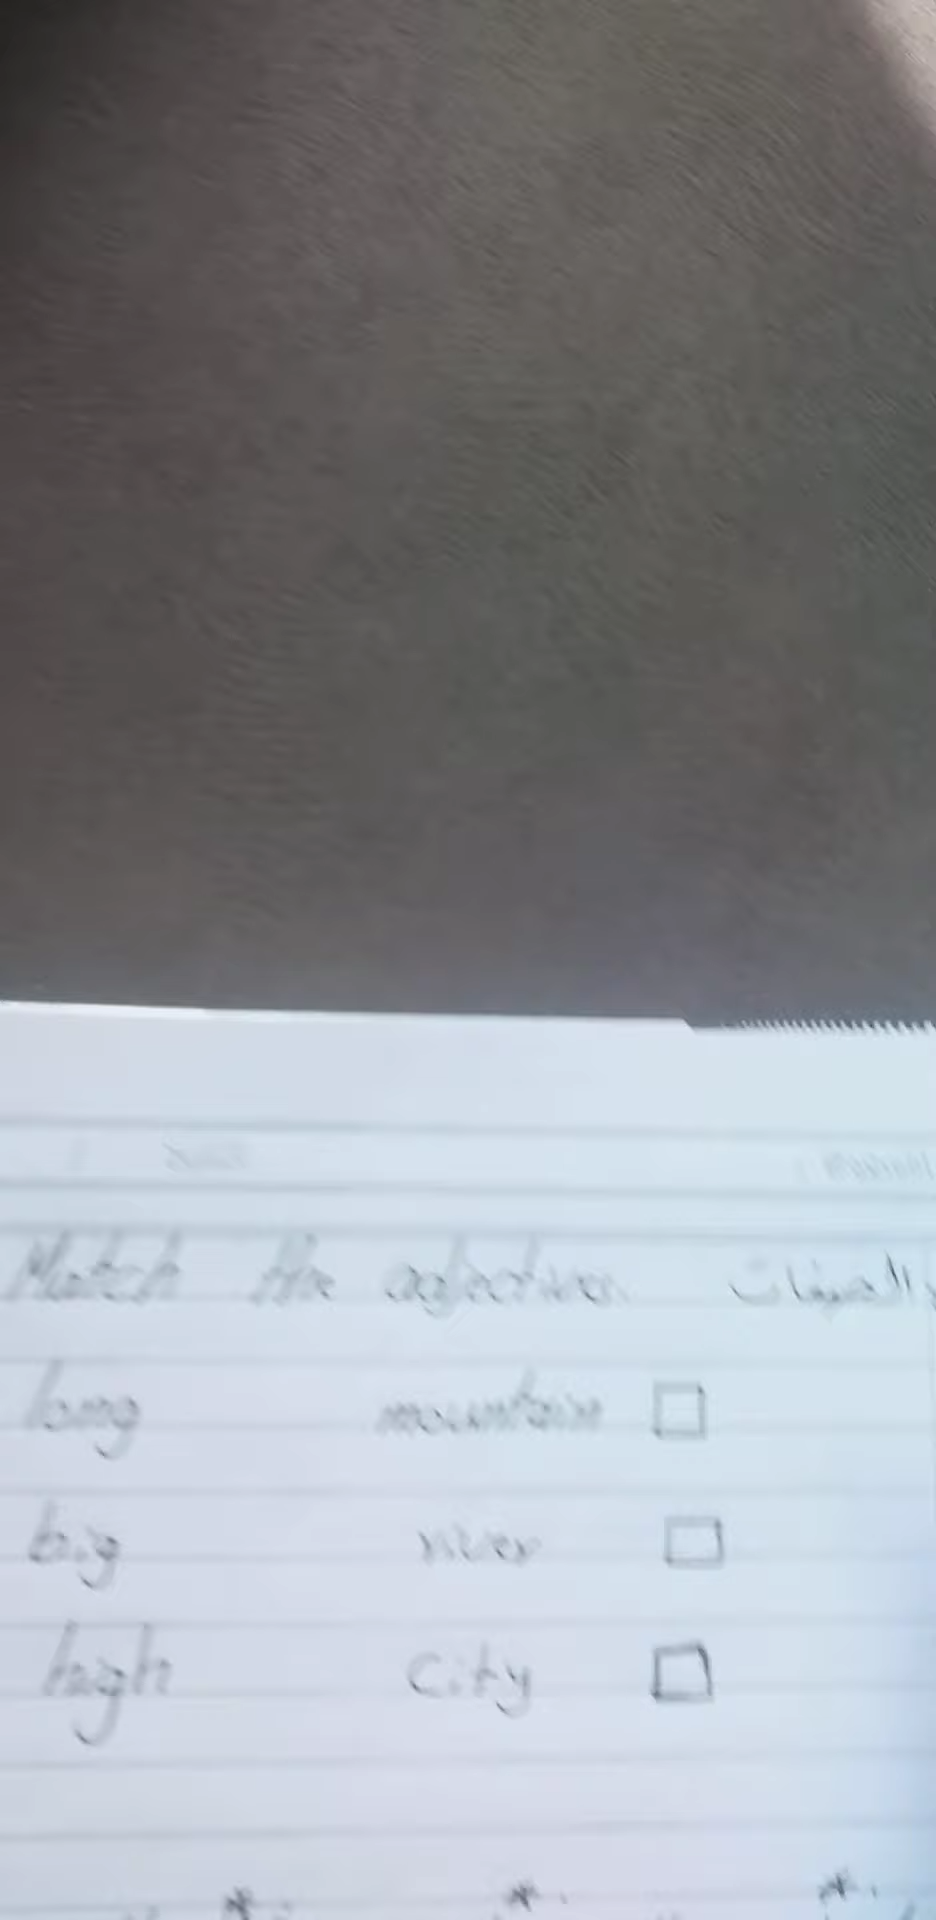 Match the adjectives الصفات
long mountain
big river
high City